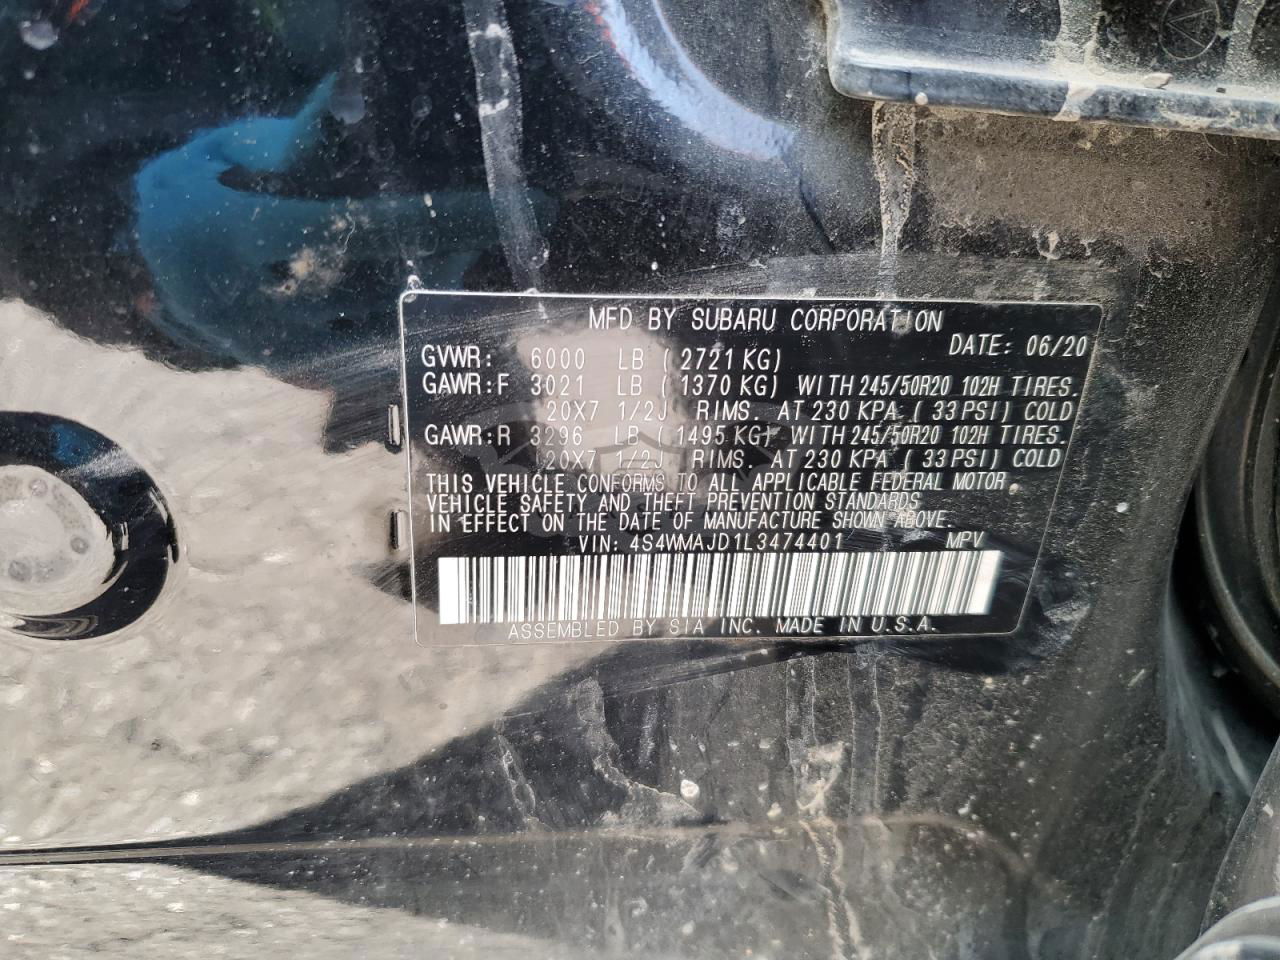 MFD BY SUBARU CORPORATION
DATE: 06/20
GVWR: 6000 LB ( 2721 KG)
GAWR:F 3021 LB ( 1370 KG) WITH 245/50R20 102H TIRES.
20X7 1/2J RIMS. AT 230 KPA ( 33 PSI) COLD
GAWR:R 3296 LB ( 1495 KG) WITH 245/50R20 102H TIRES.
20X7 1/2J RIMS. AT 230 KPA ( 33 PSI) COLD
THIS VEHICLE CONFORMS TO ALL APPLICABLE FEDERAL MOTOR
VEHICLE SAFETY AND THEFT PREVENTION STANDARDS
IN EFFECT ON THE DATE OF MANUFACTURE SHOWN ABOVE.
VIN: 4S4WMAJD1L3474401 MPV
ASSEMBLED BY SIA INC. MADE IN U.S.A.